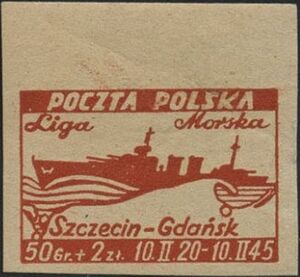 POCZTA POLSKA
Liga Morska
Szczecin-Gdańsk
50 Gr. + 2 zł. 10.II.20-10.II.45